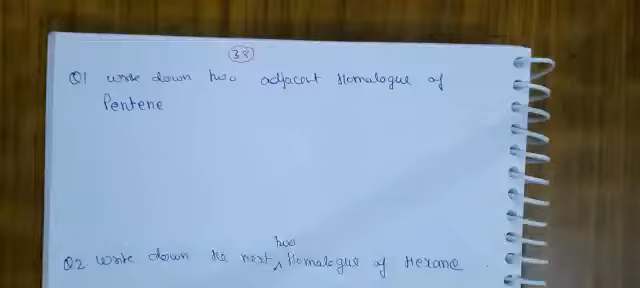 38
Q1 write down two adjacent Homologue of
Pentene
Q2 write down the next two Homologue of Hexane